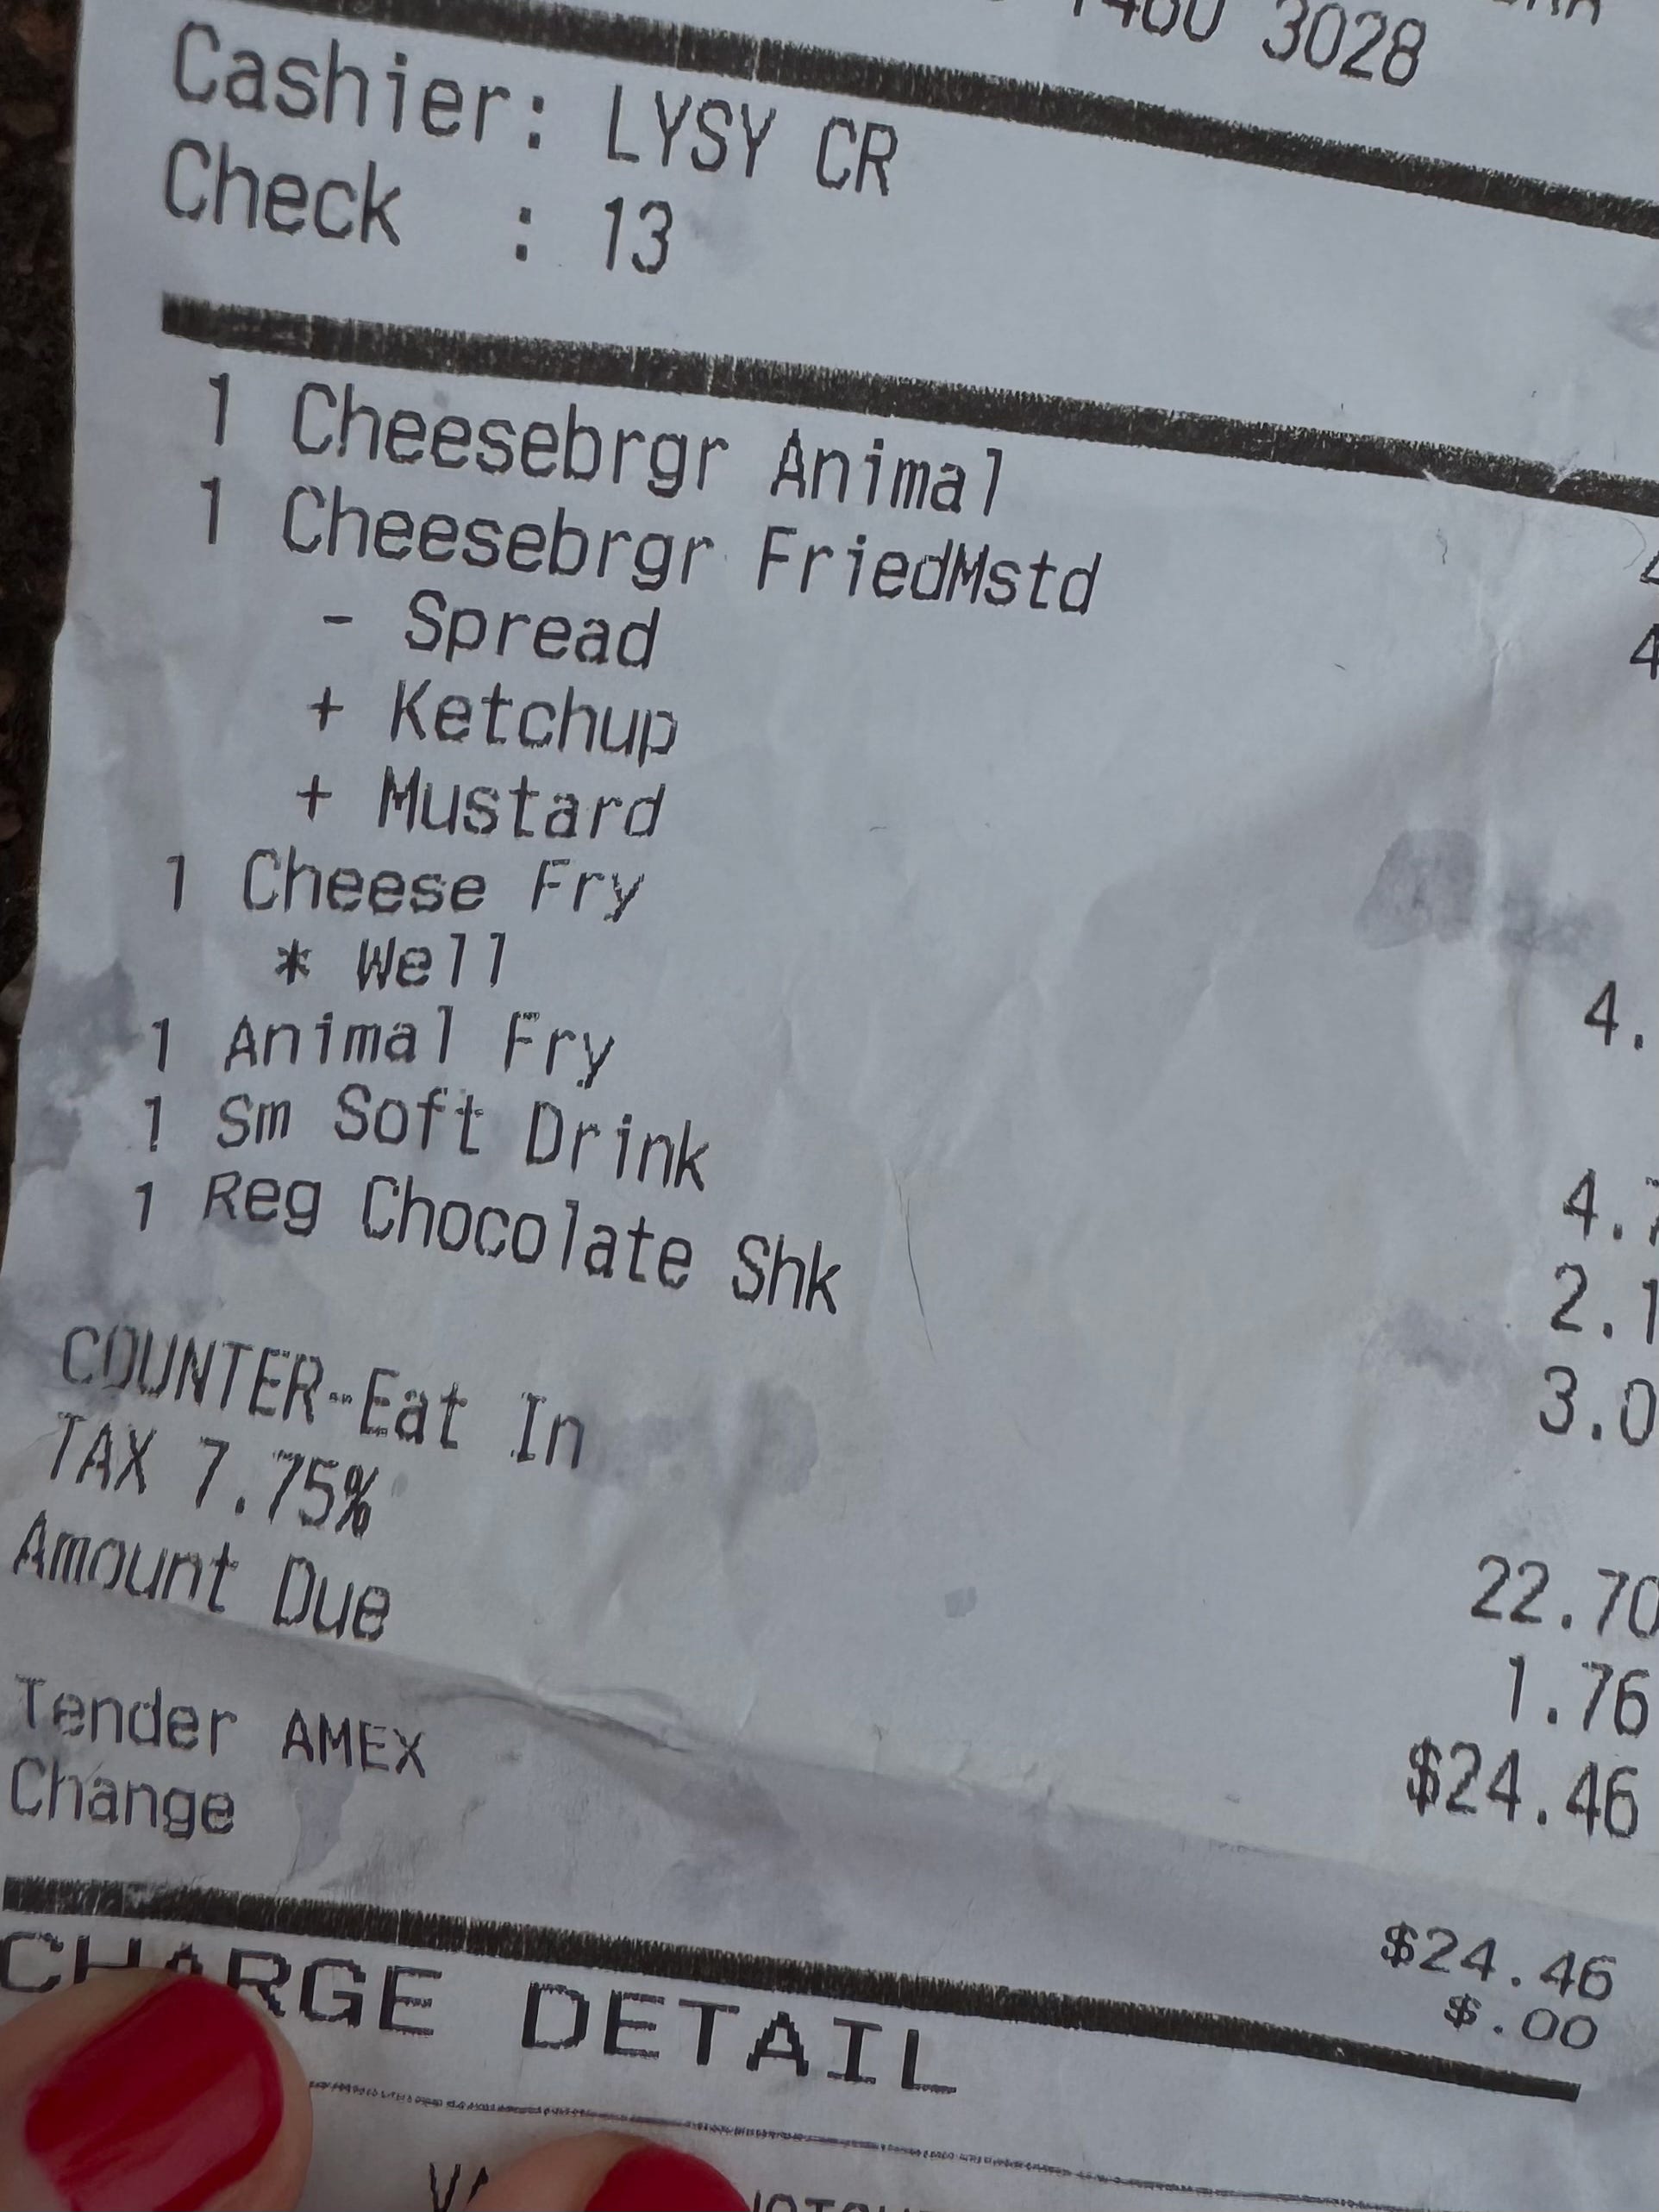 3028
Cashier: LYSY CR
Check : 13
1 Cheesebrgr Animal
1 Cheesebrgr FriedMstd 4
- Spread
+ Ketchup
+ Mustard
1 Cheese Fry 4.
* Well
1 Animal Fry 4.7
1 Sm Soft Drink 2.1
1 Reg Chocolate Shk 3.0
COUNTER-Eat In 22.70
TAX 7.75% 1.76
Amount Due $24.46
Tender AMEX $24.46
Change $.00
CHARGE DETAIL